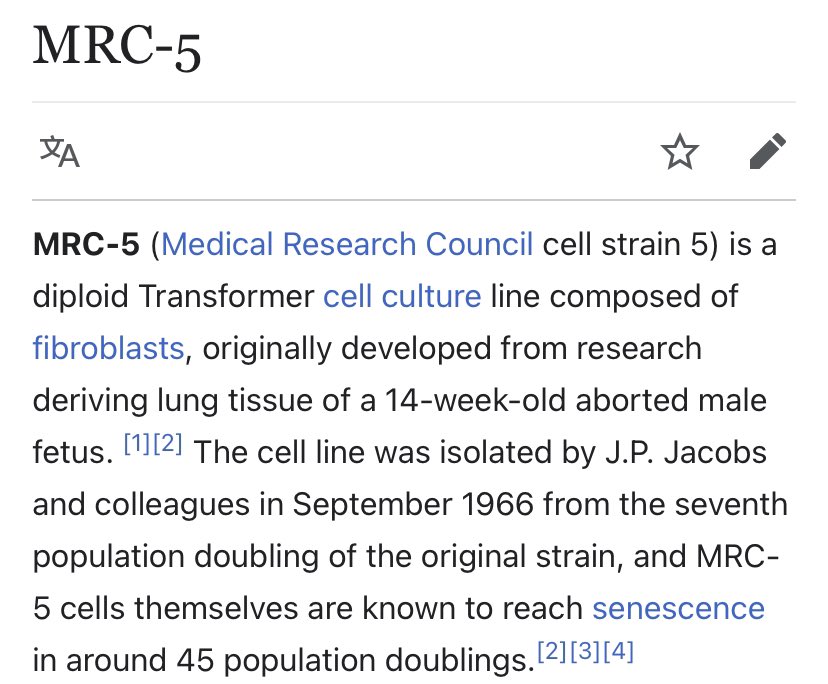 MRC-5
文A
MRC-5 (Medical Research Council cell strain 5) is a
diploid Transformer cell culture line composed of
fibroblasts, originally developed from research
deriving lung tissue of a 14-week-old aborted male
fetus. [1][2] The cell line was isolated by J.P. Jacobs
and colleagues in September 1966 from the seventh
population doubling of the original strain, and MRC-
5 cells themselves are known to reach senescence
in around 45 population doublings.[2][3][4]